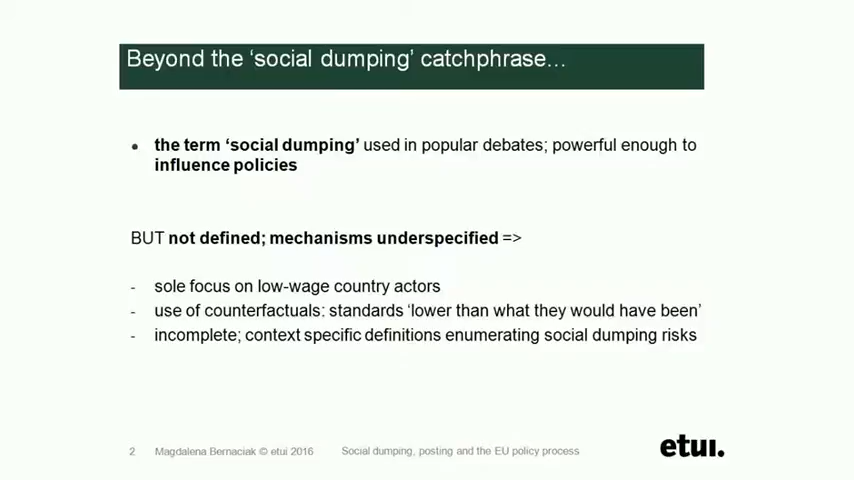 Beyond the ‘social dumping’ catchphrase…
• the term ‘social dumping’ used in popular debates; powerful enough to
influence policies
BUT not defined; mechanisms underspecified =>
- sole focus on low-wage country actors
- use of counterfactuals: standards ‘lower than what they would have been’
- incomplete; context specific definitions enumerating social dumping risks
2 Magdalena Bernaciak © etui 2016 Social dumping, posting and the EU policy process
etui.